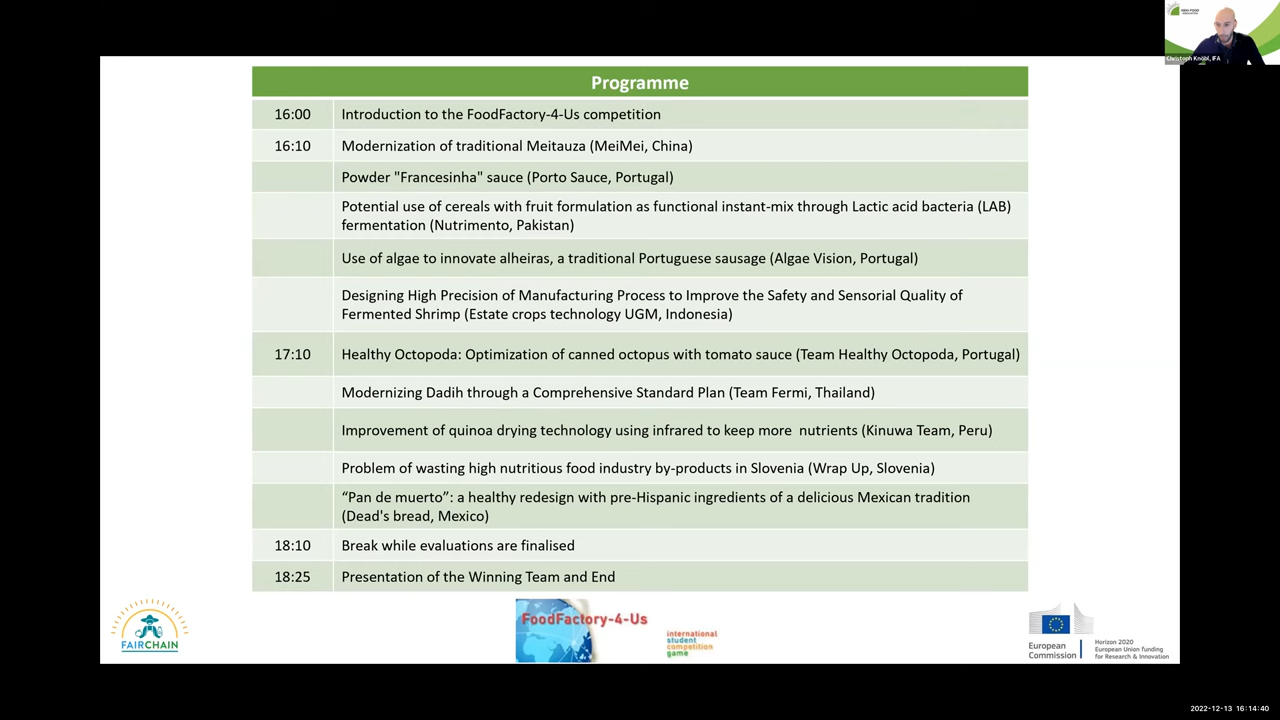 Christoph Knöbl, IFA
Programme
16:00 Introduction to the FoodFactory-4-Us competition
16:10 Modernization of traditional Meitauza (MeiMei, China)
Powder "Francesinha" sauce (Porto Sauce, Portugal)
Potential use of cereals with fruit formulation as functional instant-mix through Lactic acid bacteria (LAB)
fermentation (Nutrimento, Pakistan)
Use of algae to innovate alheiras, a traditional Portuguese sausage (Algae Vision, Portugal)
Designing High Precision of Manufacturing Process to Improve the Safety and Sensorial Quality of
Fermented Shrimp (Estate crops technology UGM, Indonesia)
17:10 Healthy Octopoda: Optimization of canned octopus with tomato sauce (Team Healthy Octopoda, Portugal)
Modernizing Dadih through a Comprehensive Standard Plan (Team Fermi, Thailand)
Improvement of quinoa drying technology using infrared to keep more  nutrients (Kinuwa Team, Peru)
Problem of wasting high nutritious food industry by-products in Slovenia (Wrap Up, Slovenia)
“Pan de muerto”: a healthy redesign with pre-Hispanic ingredients of a delicious Mexican tradition
(Dead's bread, Mexico)
18:10 Break while evaluations are finalised
18:25 Presentation of the Winning Team and End
FAIRCHAIN
FoodFactory-4-Us
international
student
competition
game
European
Commission
Horizon 2020
European Union funding
for Research & Innovation
2022-12-13 16:14:40